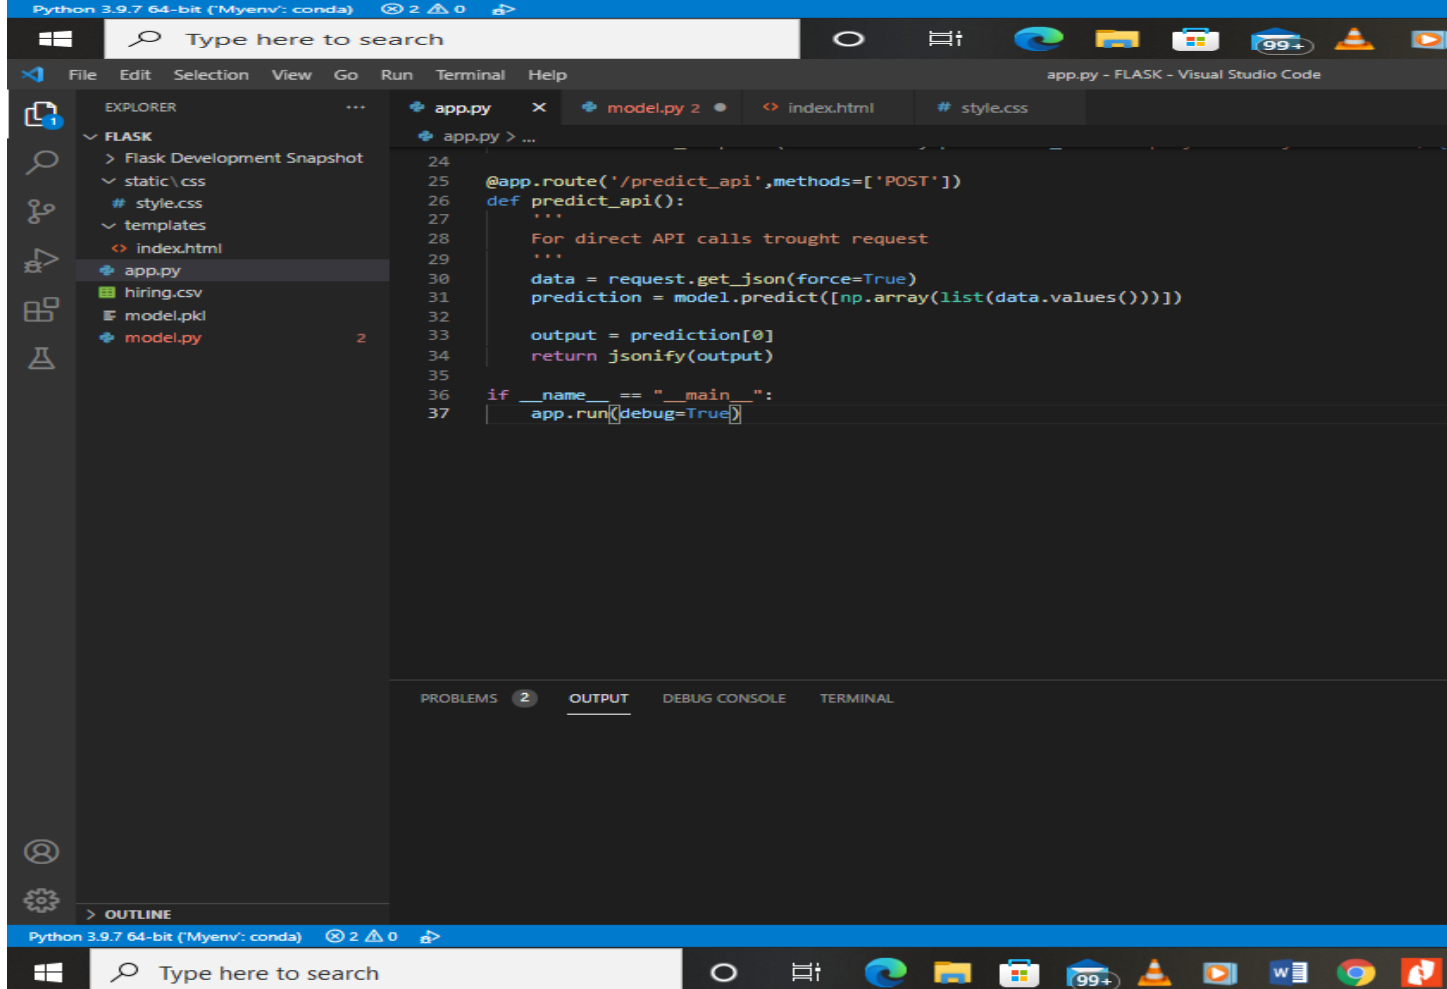 Python 3.9.7 64-bit ('Myenv': conda) 2 0
Type here to search 99+
File Edit Selection View Go Run Terminal Help app.py - FLASK - Visual Studio Code
EXPLORER ... app.py model.py 2 index.html # style.css
FLASK app.py > ...
Flask Development Snapshot
24
static\css
25 @app.route('/predict_api',methods=['POST'])
# style.css
26 def predict_api():
templates
27 '''
index.html
28 For direct API calls trought request
29 '''
app.py
30 data = request.get_json(force=True)
hiring.csv
31 prediction = model.predict([np.array(list(data.values()))])
model.pkl
32
model.py 2
33 output = prediction[0]
34 return jsonify(output)
35
36 if __name__ == "__main__":
37 app.run(debug=True)
PROBLEMS 2 OUTPUT DEBUG CONSOLE TERMINAL
1
OUTLINE
Python 3.9.7 64-bit ('Myenv': conda) 2 0
Type here to search 99+ W